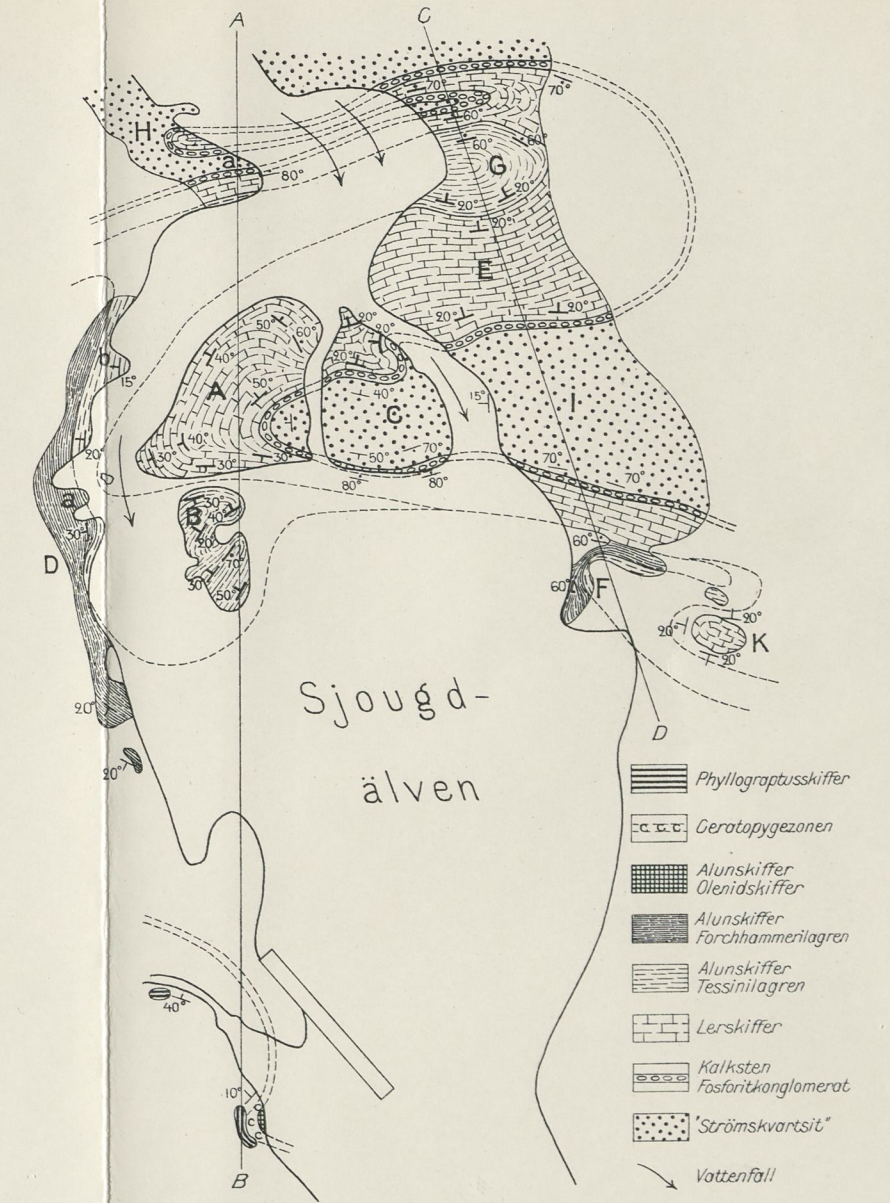 A
C
70°
70°
60°
H
a
80°
60°
60°
G
20°
20°
20°
E
20°
20°
50°
60°
40°
20°
20°
20°
b
15°
A
50°
40°
C
15°
I
20°
40°
30°
30°
30°
50°
70°
80°
80°
70°
70°
a
30°
B
30°
40°
20°
70°
30°
50°
D
60°
60°
F
20°
20°
20°
K
20°
20°
Sjougd-
älven
D
Phyllograptusskiffer
c c c
Ceratopygezonen
Alunskiffer
Olenidskiffer
Alunskiffer
Forchhammerilagren
Alunskiffer
Tessinilagren
Lerskiffer
Kalksten
Fosforitkonglomerat
"Strömskvartsit"
Vattenfall
40°
10°
c
c
c
B